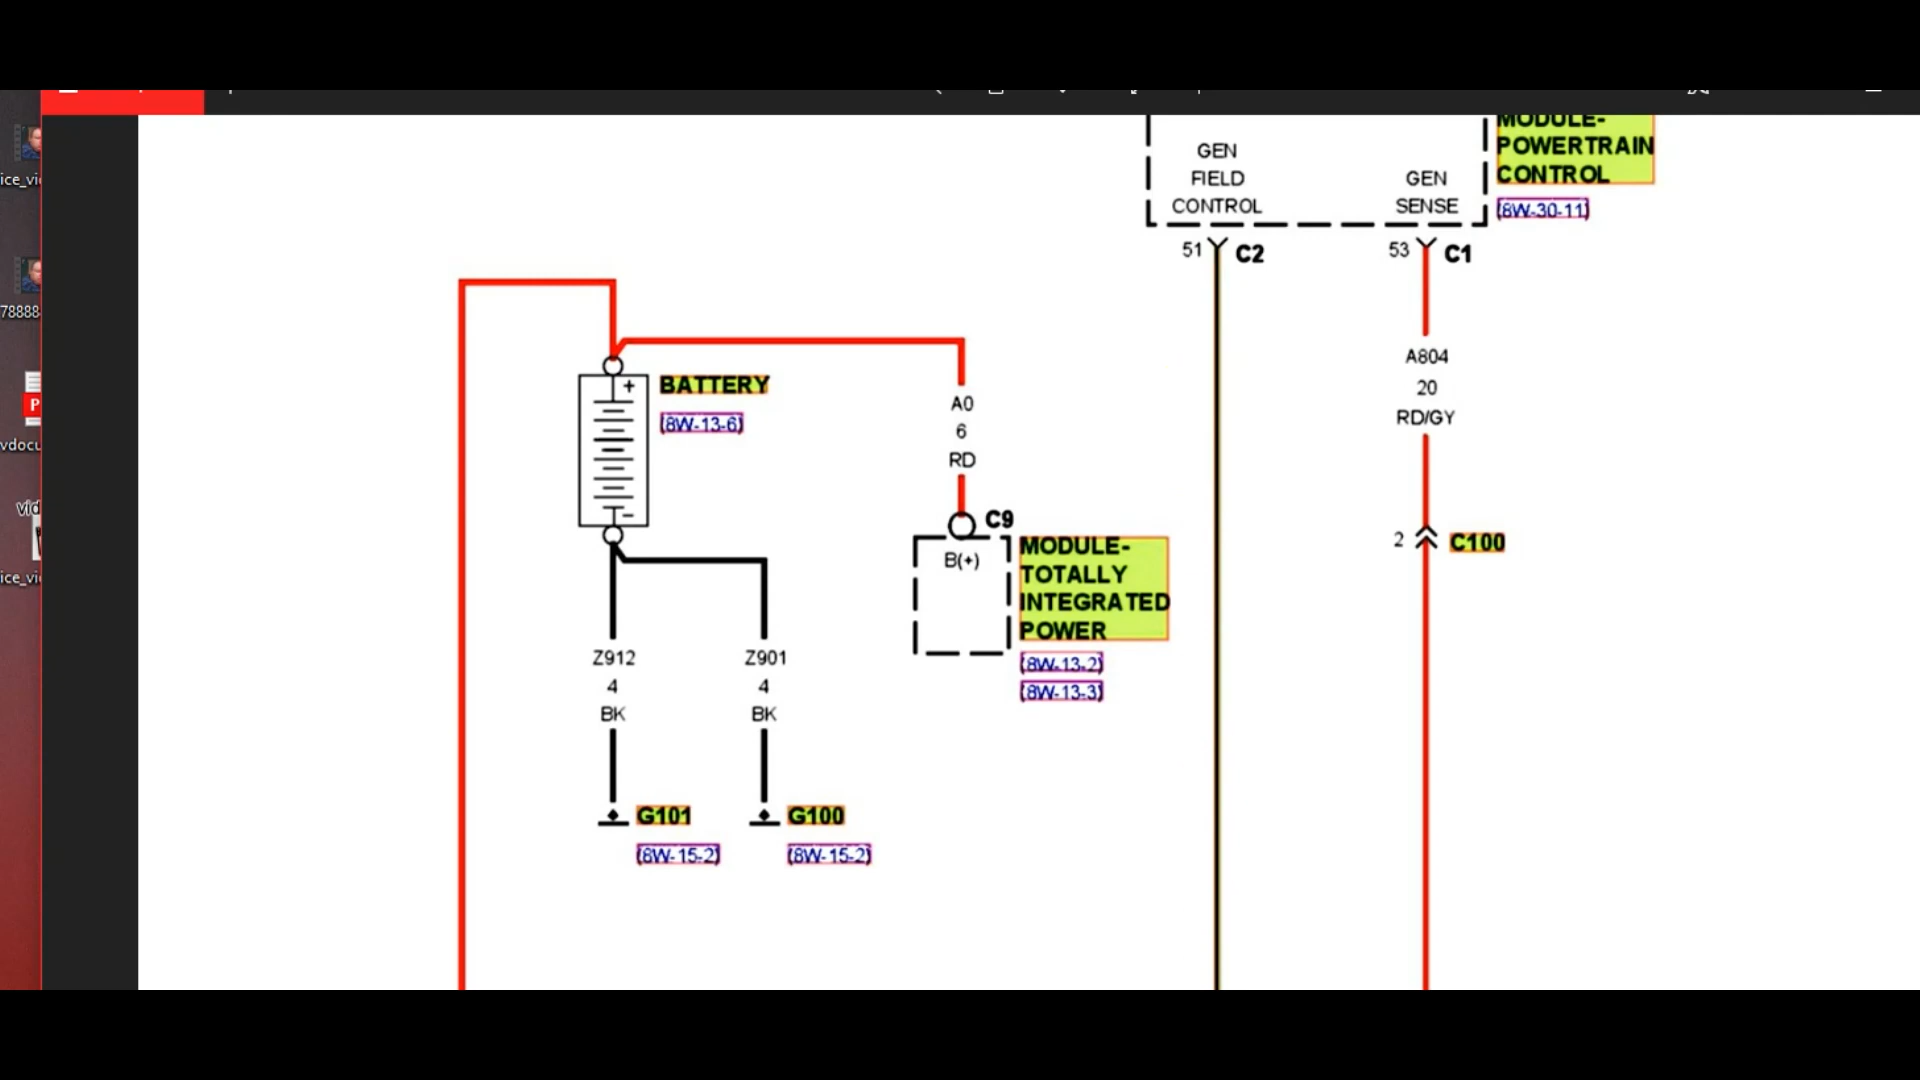 MODULE-
POWERTRAIN
CONTROL
(8W-30-11)
GEN
FIELD
CONTROL
GEN
SENSE
51
C2
53
C1
A804
20
RD/GY
2
C100
BATTERY
(8W-13-6)
+
-
A0
6
RD
C9
B(+)
MODULE-
TOTALLY
INTEGRATED
POWER
(8W-13-2)
(8W-13-3)
Z912
4
BK
Z901
4
BK
G101
(8W-15-2)
G100
(8W-15-2)
ice_vi
78888
P
vdocu
vid
ice_vi